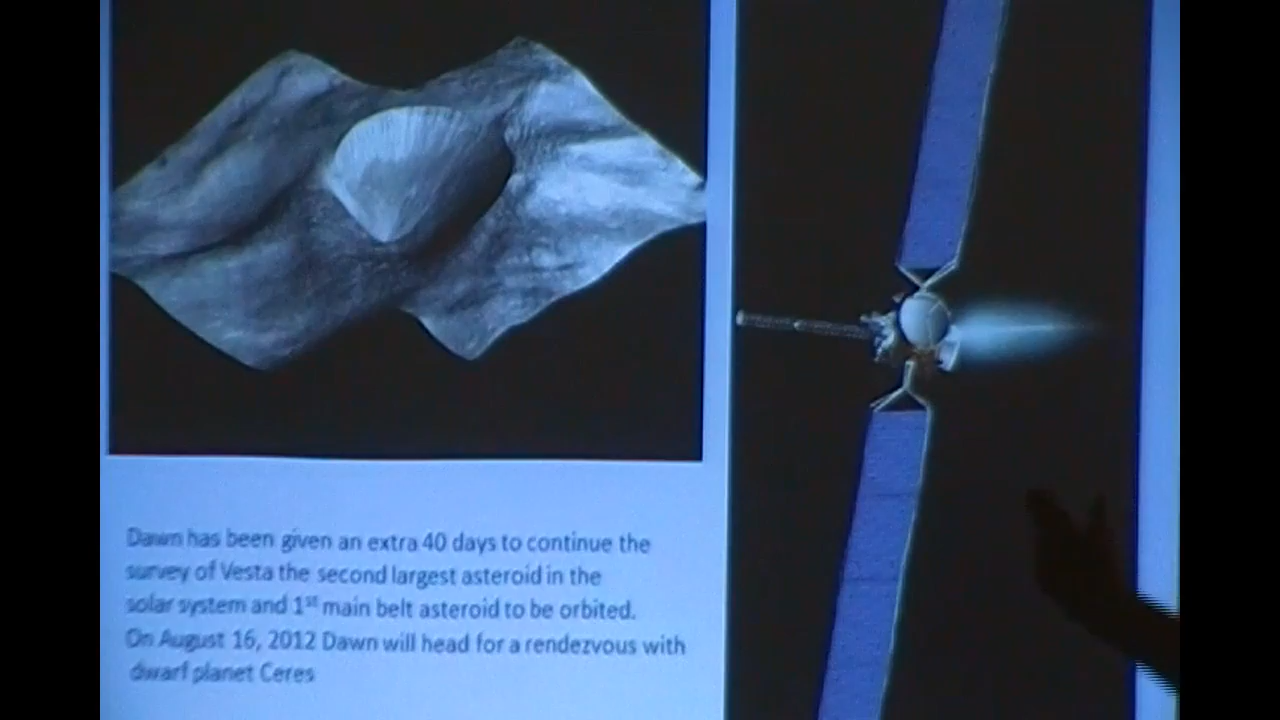 Dawn has been given an extra 40 days to continue the
survey of Vesta the second largest asteroid in the
solar system and 1st main belt asteroid to be orbited.
On August 16, 2012 Dawn will head for a rendezvous with
dwarf planet Ceres